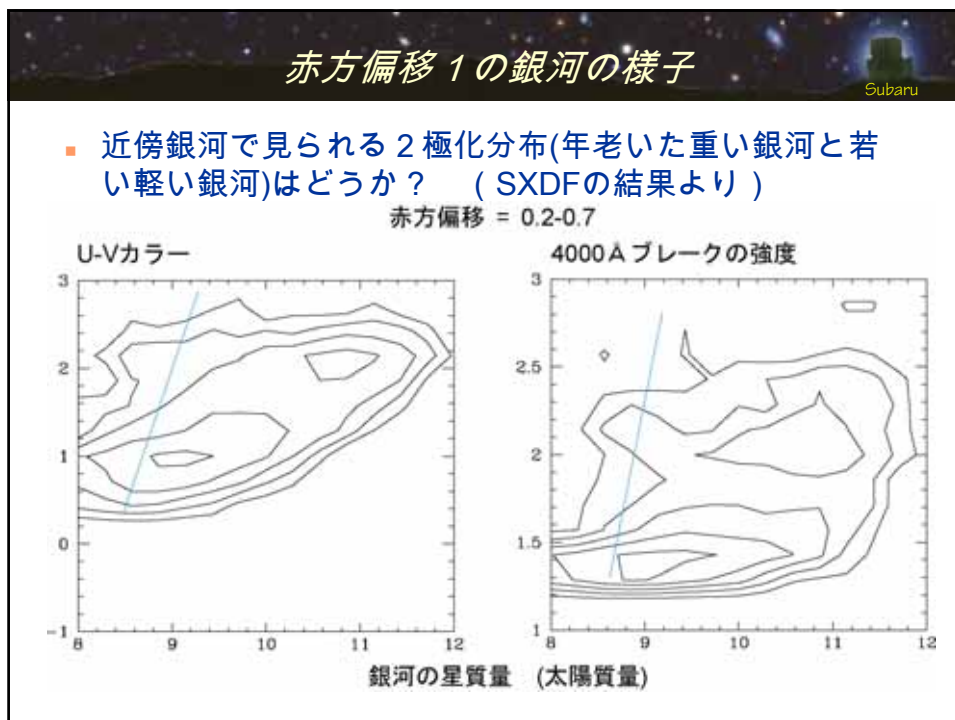 赤方偏移１の銀河の様子
Subaru
近傍銀河で見られる２極化分布(年老いた重い銀河と若
い軽い銀河)はどうか？　（SXDFの結果より）
赤方偏移 = 0.2-0.7
U-Vカラー
4000Åブレークの強度
3
2
1
0
-1
8 9 10 11 12
3
2.5
2
1.5
1
8 9 10 11 12
銀河の星質量　(太陽質量)